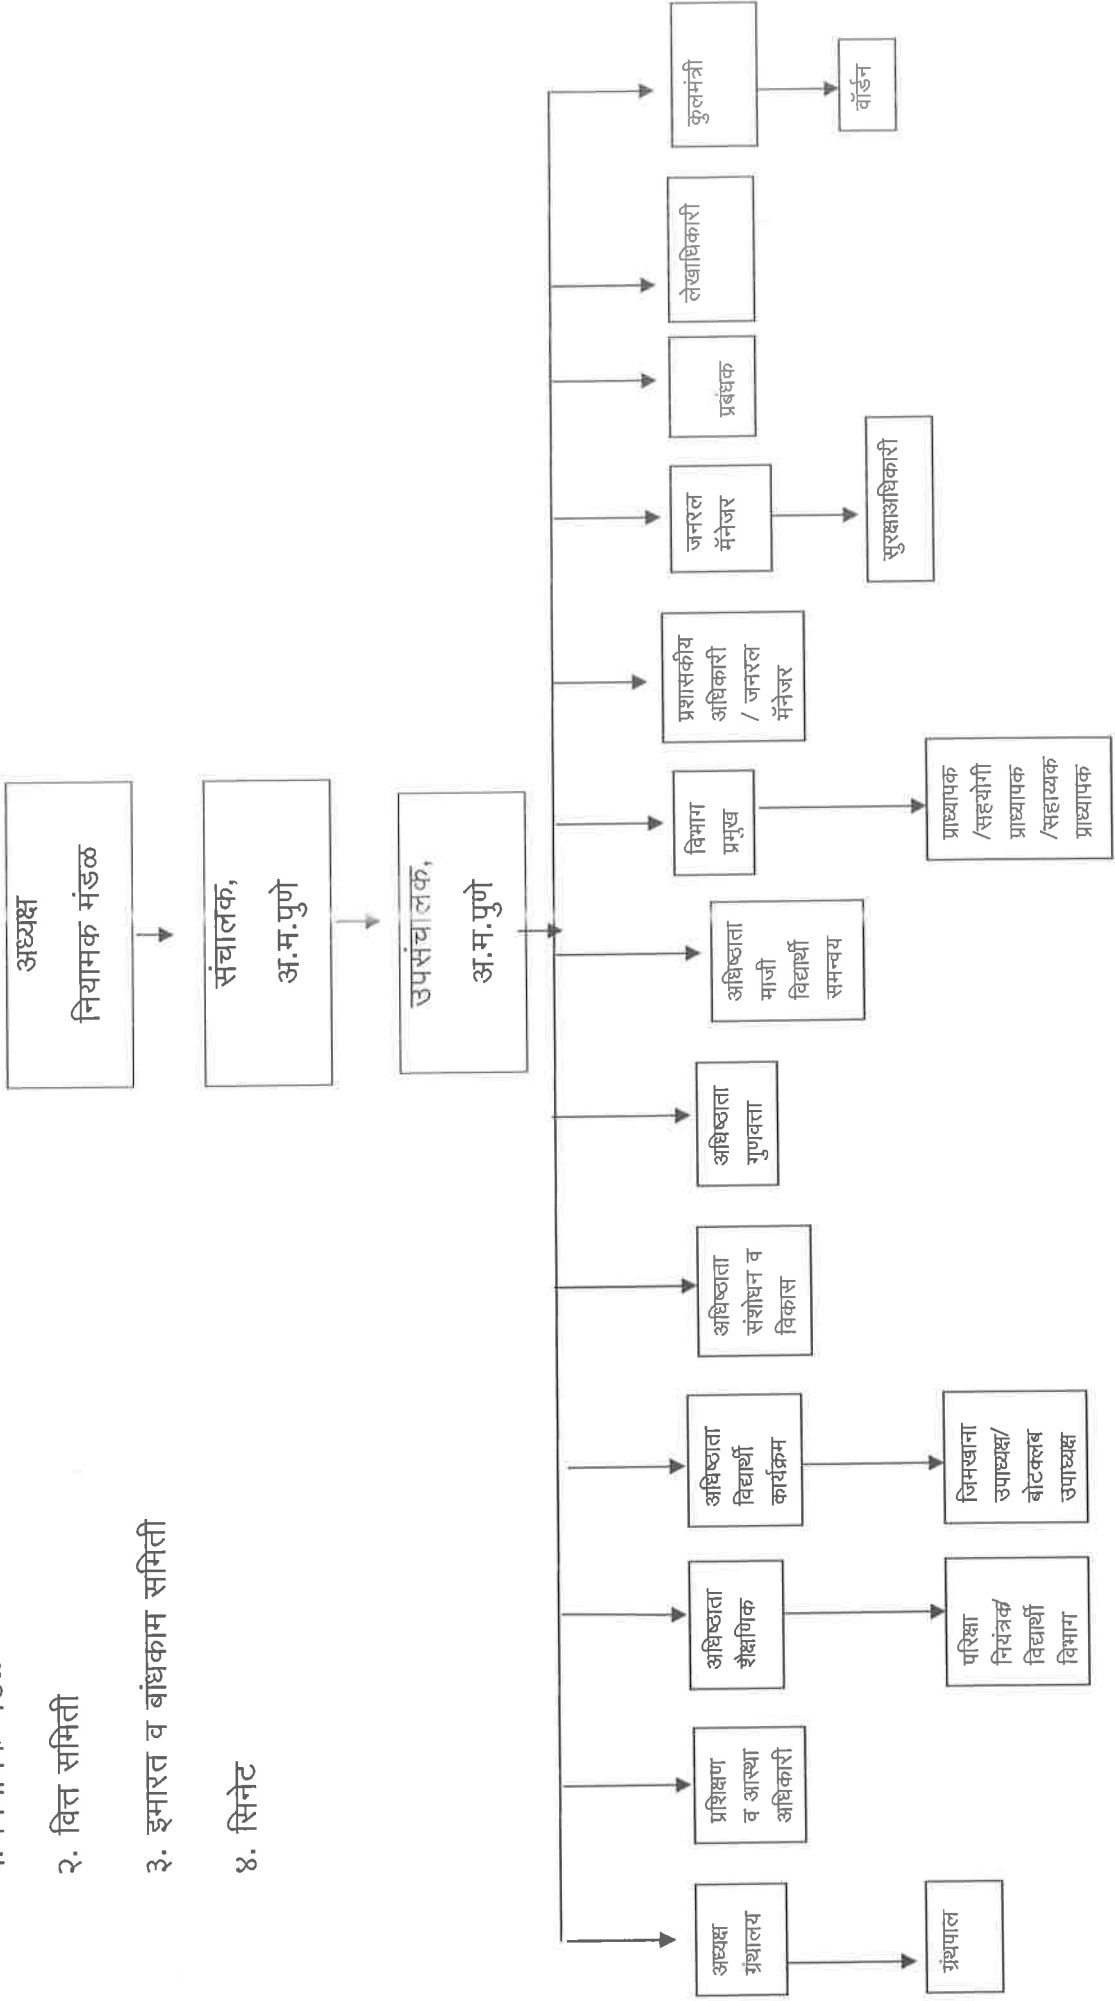 २. वित्त समिती
३. इमारत व बांधकाम समिती
४. सिनेट
अध्यक्ष
नियामक मंडळ
संचालक,
अ.म.पुणे
उपसंचालक,
अ.म.पुणे
अध्यक्ष
ग्रंथालय
ग्रंथपाल
प्रशिक्षण
व आस्था
अधिकारी
अधिष्ठाता
शैक्षणिक
परिक्षा
नियंत्रक/
विद्यार्थी
विभाग
अधिष्ठाता
विद्यार्थी
कार्यक्रम
जिमखाना
उपाध्यक्ष/
बोटक्लब
उपाध्यक्ष
अधिष्ठाता
संशोधन व
विकास
अधिष्ठाता
गुणवत्ता
अधिष्ठाता
माजी
विद्यार्थी
समन्वय
विभाग
प्रमुख
प्राध्यापक
/सहयोगी
प्राध्यापक
/सहाय्यक
प्राध्यापक
प्रशासकीय
अधिकारी
/ जनरल
मॅनेजर
जनरल
मॅनेजर
सुरक्षाअधिकारी
प्रबंधक
लेखाधिकारी
कुलमंत्री
वॉर्डन